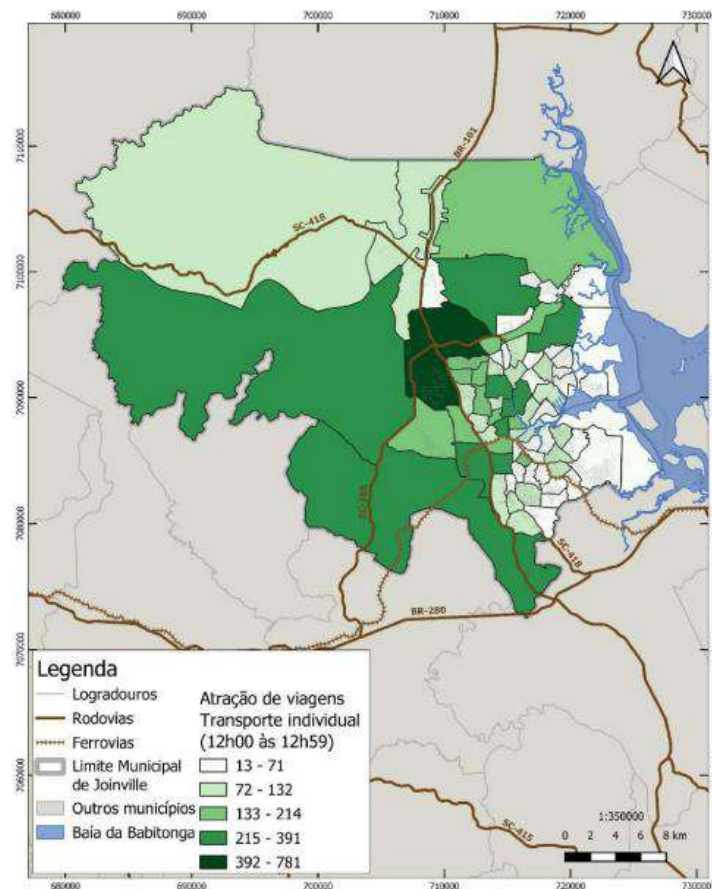 680000 690000 700000 710000 720000 730000
7110000
7100000
7090000
7080000
7070000
7060000
BR-101
SC-418
SC-418
BR-280
SC-415
Legenda
Logradouros
Rodovias
Ferrovias
Limite Municipal
de Joinville
Outros municípios
Baía da Babitonga
Atração de viagens
Transporte individual
(12h00 às 12h59)
13 - 71
72 - 132
133 - 214
215 - 391
392 - 781
1:350000
0 2 4 6 8 km
680000 690000 700000 710000 720000 730000